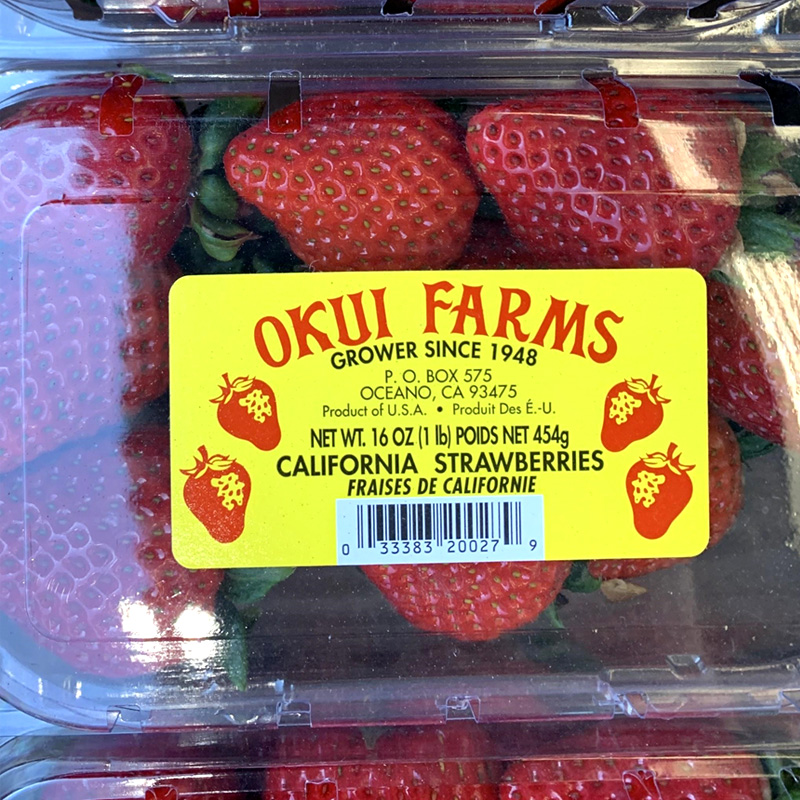 OKUI FARMS
GROWER SINCE 1948
P. O. BOX 575
OCEANO, CA 93475
Product of U.S.A. • Produit Des É.-U.
NET WT. 16 OZ (1 lb) POIDS NET 454g
CALIFORNIA STRAWBERRIES
FRAISES DE CALIFORNIE
0 33383 20027 9